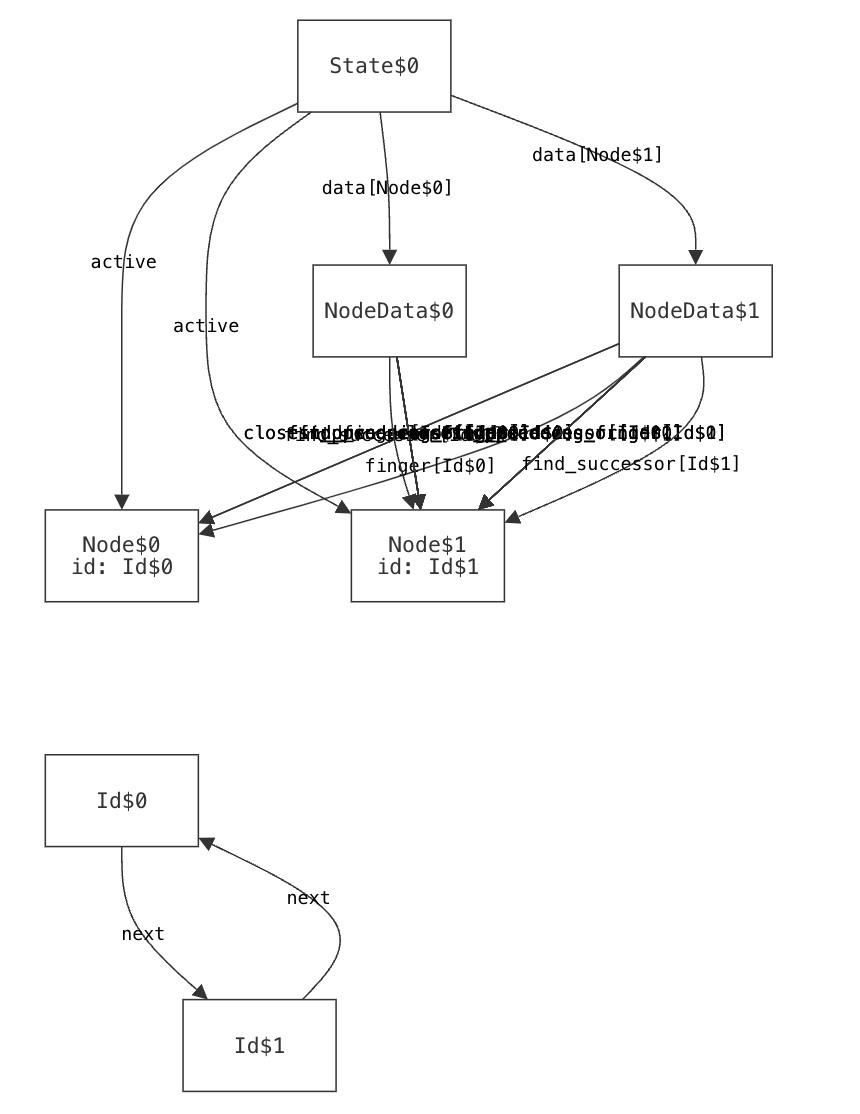 State$0
data[Node$1]
data[Node$0]
active
NodeData$0
NodeData$1
active
finger[Id$0]
find_successor[Id$1]
Node$0
id: Id$0
Node$1
id: Id$1
Id$0
next
next
Id$1